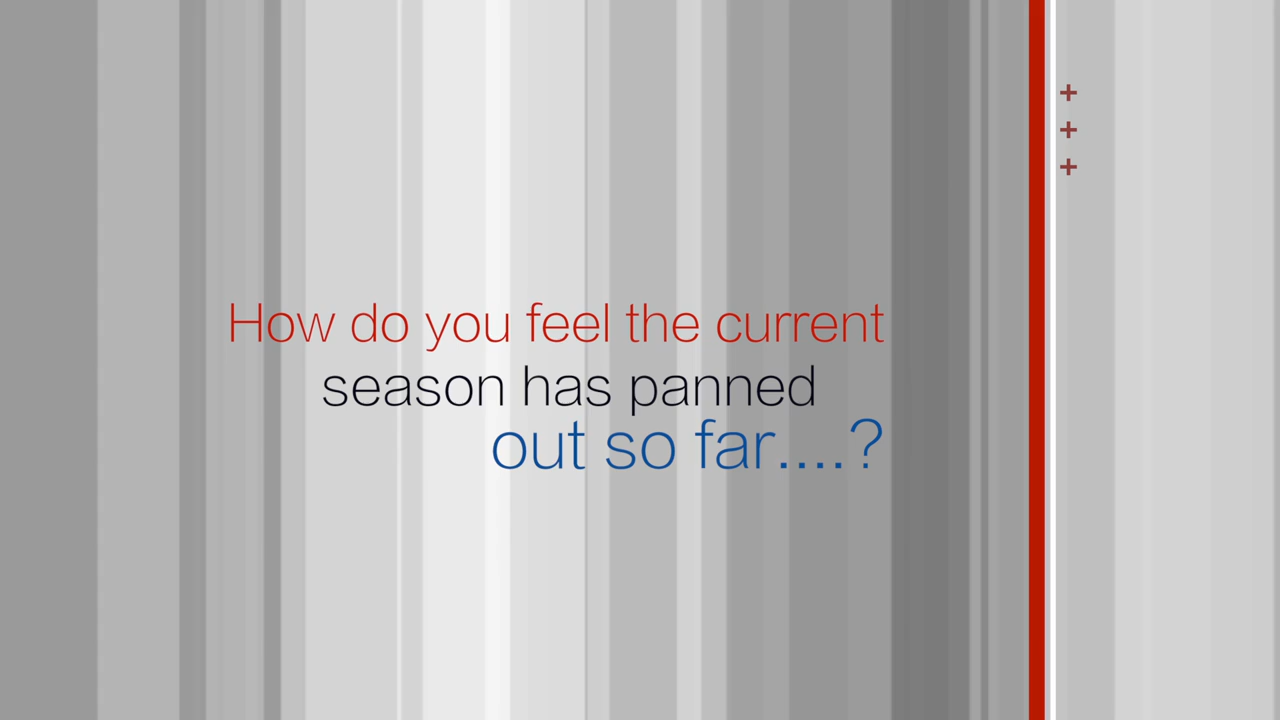 How do you feel the current
season has panned
out so far....?